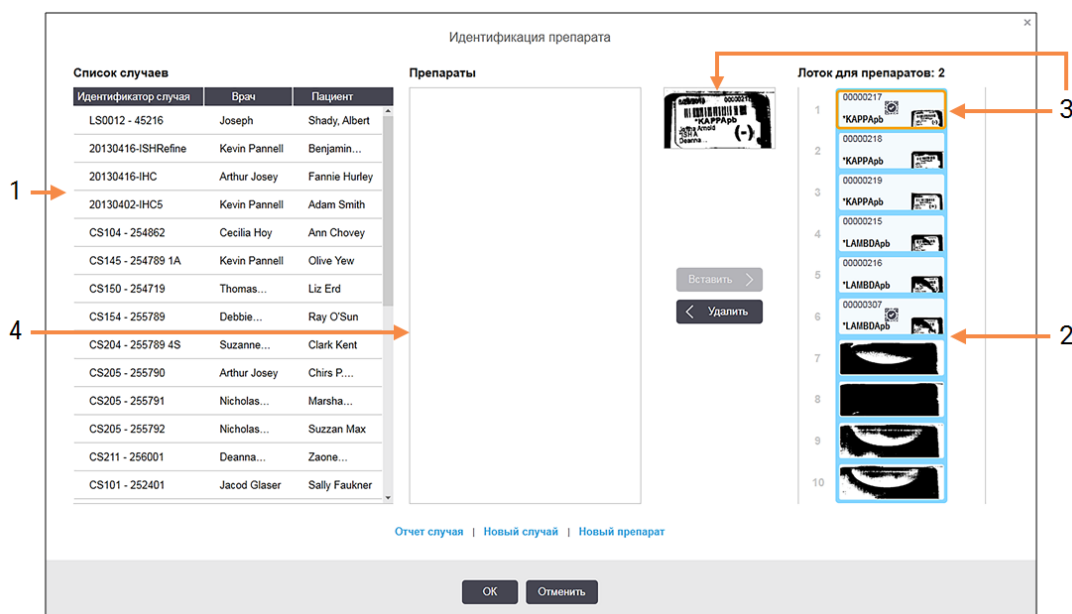 ×
Идентификация препарата
Список случаев
Препараты
Лоток для препаратов: 2
Идентификатор случая Врач Пациент
LS0012 - 45216 Joseph Shady, Albert
20130416-ISHRefine Kevin Pannell Benjamin...
20130416-IHC Arthur Josey Fannie Hurley
20130402-IHC5 Kevin Pannell Adam Smith
CS104 - 254862 Cecilia Hoy Ann Chovey
CS145 - 254789 1A Kevin Pannell Olive Yew
CS150 - 254719 Thomas... Liz Erd
CS154 - 255789 Debbie... Ray O'Sun
CS204 - 255789 4S Suzanne... Clark Kent
CS205 - 255790 Arthur Josey Chirs P....
CS205 - 255791 Nicholas... Marsha...
CS205 - 255792 Nicholas... Suzzan Max
CS211 - 256001 Deanna... Zaone...
CS101 - 252401 Jacod Glaser Sally Faukner
*KAPPApb
Arnold
(-)
Deanna...
Вставить
Удалить
1
00000217
*KAPPApb
2
00000218
*KAPPApb
3
00000219
*KAPPApb
4
00000215
*LAMBDApb
5
00000216
*LAMBDApb
6
00000307
*LAMBDApb
7
8
9
10
1
2
3
4
Отчет случая | Новый случай | Новый препарат
ОК
Отменить